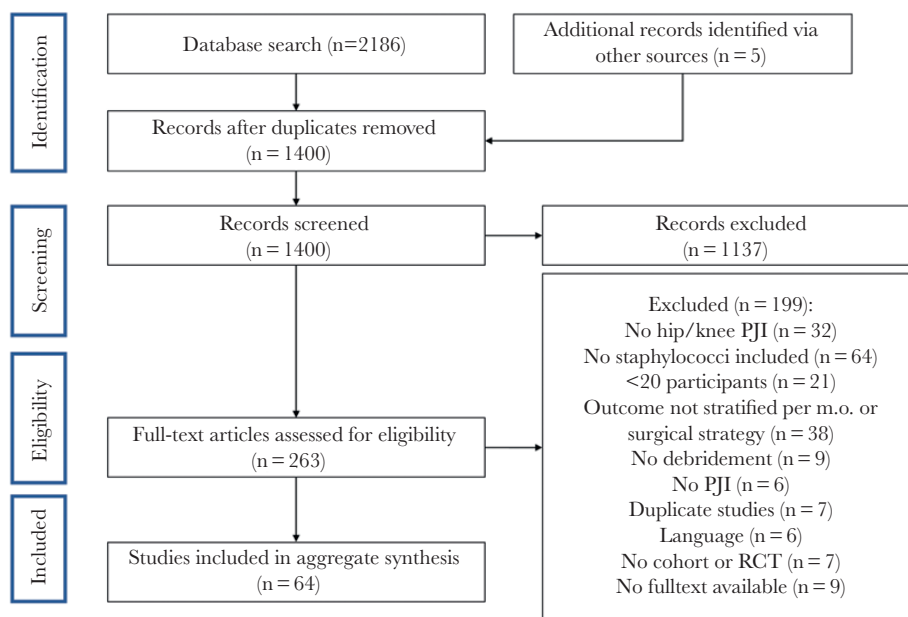 Identification
Database search (n=2186)
Additional records identified via
other sources (n = 5)
Records after duplicates removed
(n = 1400)
Screening
Records screened
(n = 1400)
Records excluded
(n = 1137)
Eligibility
Full-text articles assessed for eligibility
(n = 263)
Excluded (n = 199):
No hip/knee PJI (n = 32)
No staphylococci included (n = 64)
<20 participants (n = 21)
Outcome not stratified per m.o. or
surgical strategy (n = 38)
No debridement (n = 9)
No PJI (n = 6)
Duplicate studies (n = 7)
Language (n = 6)
No cohort or RCT (n = 7)
No fulltext available (n = 9)
Included
Studies included in aggregate synthesis
(n = 64)